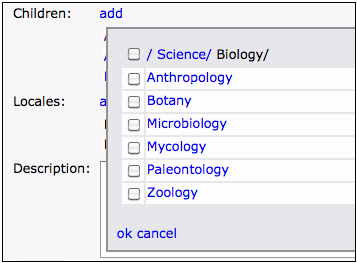 Children: add
/ Science/ Biology/
Anthropology
Botany
Microbiology
Locales:
Mycology
Paleontology
Description:
Zoology
ok cancel